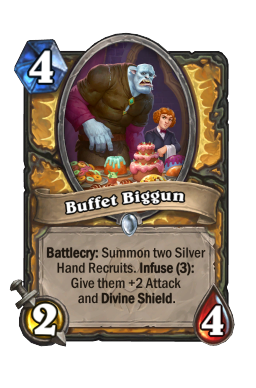 4
Buffet Biggun
Battlecry: Summon two Silver
Hand Recruits. Infuse (3):
Give them +2 Attack
and Divine Shield.
2
4